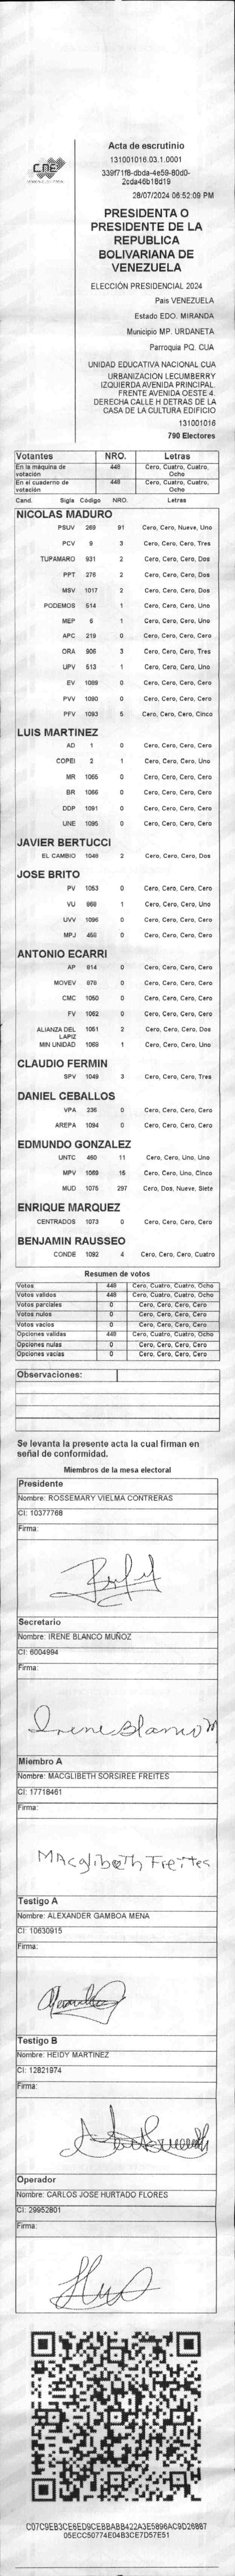 CNE
Acta de escrutinio
131001016.03.1.0001
339f71f8-dbda-4e59-80d0-
2cda46b18d19
28/07/2024 06:52:09 PM
PRESIDENTA O
PRESIDENTE DE LA
REPUBLICA
BOLIVARIANA DE
VENEZUELA
ELECCIÓN PRESIDENCIAL 2024
Pais VENEZUELA
Estado EDO. MIRANDA
Municipio MP. URDANETA
Parroquia PQ. CUA
UNIDAD EDUCATIVA NACIONAL CUA
URBANIZACIÓN LECUMBERRY
IZQUIERDA AVENIDA PRINCIPAL.
FRENTE AVENIDA OESTE 4.
DERECHA CALLE H DETRÁS DE LA
CASA DE LA CULTURA EDIFICIO
131001016
790 Electores
Votantes NRO. Letras
En la máquina de votación 448 Cero, Cuatro, Cuatro, Ocho
En el cuaderno de votación 448 Cero, Cuatro, Cuatro, Ocho
Cand. Sigla Código NRO. Letras
NICOLAS MADURO
PSUV 269 91 Cero, Cero, Nueve, Uno
PCV 9 3 Cero, Cero, Cero, Tres
TUPAMARO 931 2 Cero, Cero, Cero, Dos
PPT 276 2 Cero, Cero, Cero, Dos
MSV 1017 2 Cero, Cero, Cero, Dos
PODEMOS 514 1 Cero, Cero, Cero, Uno
MEP 6 1 Cero, Cero, Cero, Uno
APC 219 0 Cero, Cero, Cero, Cero
ORA 906 3 Cero, Cero, Cero, Tres
UPV 513 1 Cero, Cero, Cero, Uno
EV 1089 0 Cero, Cero, Cero, Cero
PVV 1090 0 Cero, Cero, Cero, Cero
PFV 1093 5 Cero, Cero, Cero, Cinco
LUIS MARTINEZ
AD 1 0 Cero, Cero, Cero, Cero
COPEI 2 1 Cero, Cero, Cero, Uno
MR 1065 0 Cero, Cero, Cero, Cero
BR 1066 0 Cero, Cero, Cero, Cero
DDP 1091 0 Cero, Cero, Cero, Cero
UNE 1095 0 Cero, Cero, Cero, Cero
JAVIER BERTUCCI
EL CAMBIO 1046 2 Cero, Cero, Cero, Dos
JOSE BRITO
PV 1053 0 Cero, Cero, Cero, Cero
VU 968 1 Cero, Cero, Cero, Uno
UVV 1096 0 Cero, Cero, Cero, Cero
MPJ 456 0 Cero, Cero, Cero, Cero
ANTONIO ECARRI
AP 814 0 Cero, Cero, Cero, Cero
MOVEV 878 0 Cero, Cero, Cero, Cero
CMC 1050 0 Cero, Cero, Cero, Cero
FV 1062 0 Cero, Cero, Cero, Cero
ALIANZA DEL LAPIZ 1051 2 Cero, Cero, Cero, Dos
MIN UNIDAD 1069 1 Cero, Cero, Cero, Uno
CLAUDIO FERMIN
SPV 1049 3 Cero, Cero, Cero, Tres
DANIEL CEBALLOS
VPA 236 0 Cero, Cero, Cero, Cero
AREPA 1094 0 Cero, Cero, Cero, Cero
EDMUNDO GONZALEZ
UNTC 460 11 Cero, Cero, Uno, Uno
MPV 1069 15 Cero, Cero, Uno, Cinco
MUD 1075 297 Cero, Dos, Nueve, Siete
ENRIQUE MARQUEZ
CENTRADOS 1073 0 Cero, Cero, Cero, Cero
BENJAMIN RAUSSEO
CONDE 1092 4 Cero, Cero, Cero, Cuatro
Resumen de votos
Votos 448 Cero, Cuatro, Cuatro, Ocho
Votos validos 448 Cero, Cuatro, Cuatro, Ocho
Votos parciales 0 Cero, Cero, Cero, Cero
Votos nulos 0 Cero, Cero, Cero, Cero
Votos vacios 0 Cero, Cero, Cero, Cero
Opciones validas 448 Cero, Cuatro, Cuatro, Ocho
Opciones nulas 0 Cero, Cero, Cero, Cero
Opciones vacias 0 Cero, Cero, Cero, Cero
Observaciones:
Se levanta la presente acta la cual firman en
señal de conformidad.
Miembros de la mesa electoral
Presidente
Nombre: ROSSEMARY VIELMA CONTRERAS
CI: 10377768
Firma:
Secretario
Nombre: IRENE BLANCO MUÑOZ
CI: 6004994
Firma:
Irene Blanco M
Miembro A
Nombre: MACGLIBETH SORSIREE FREITES
CI: 17718461
Firma:
MAcglibeth Freites
Testigo A
Nombre: ALEXANDER GAMBOA MENA
CI: 10630915
Firma:
Testigo B
Nombre: HEIDY MARTINEZ
CI: 12821974
Firma:
Operador
Nombre: CARLOS JOSE HURTADO FLORES
CI: 29952801
Firma:
C07C9EB3CE6ED9CEBBABB422A3E5896AC9D26887
05ECC50774E04B3CE7D57E51